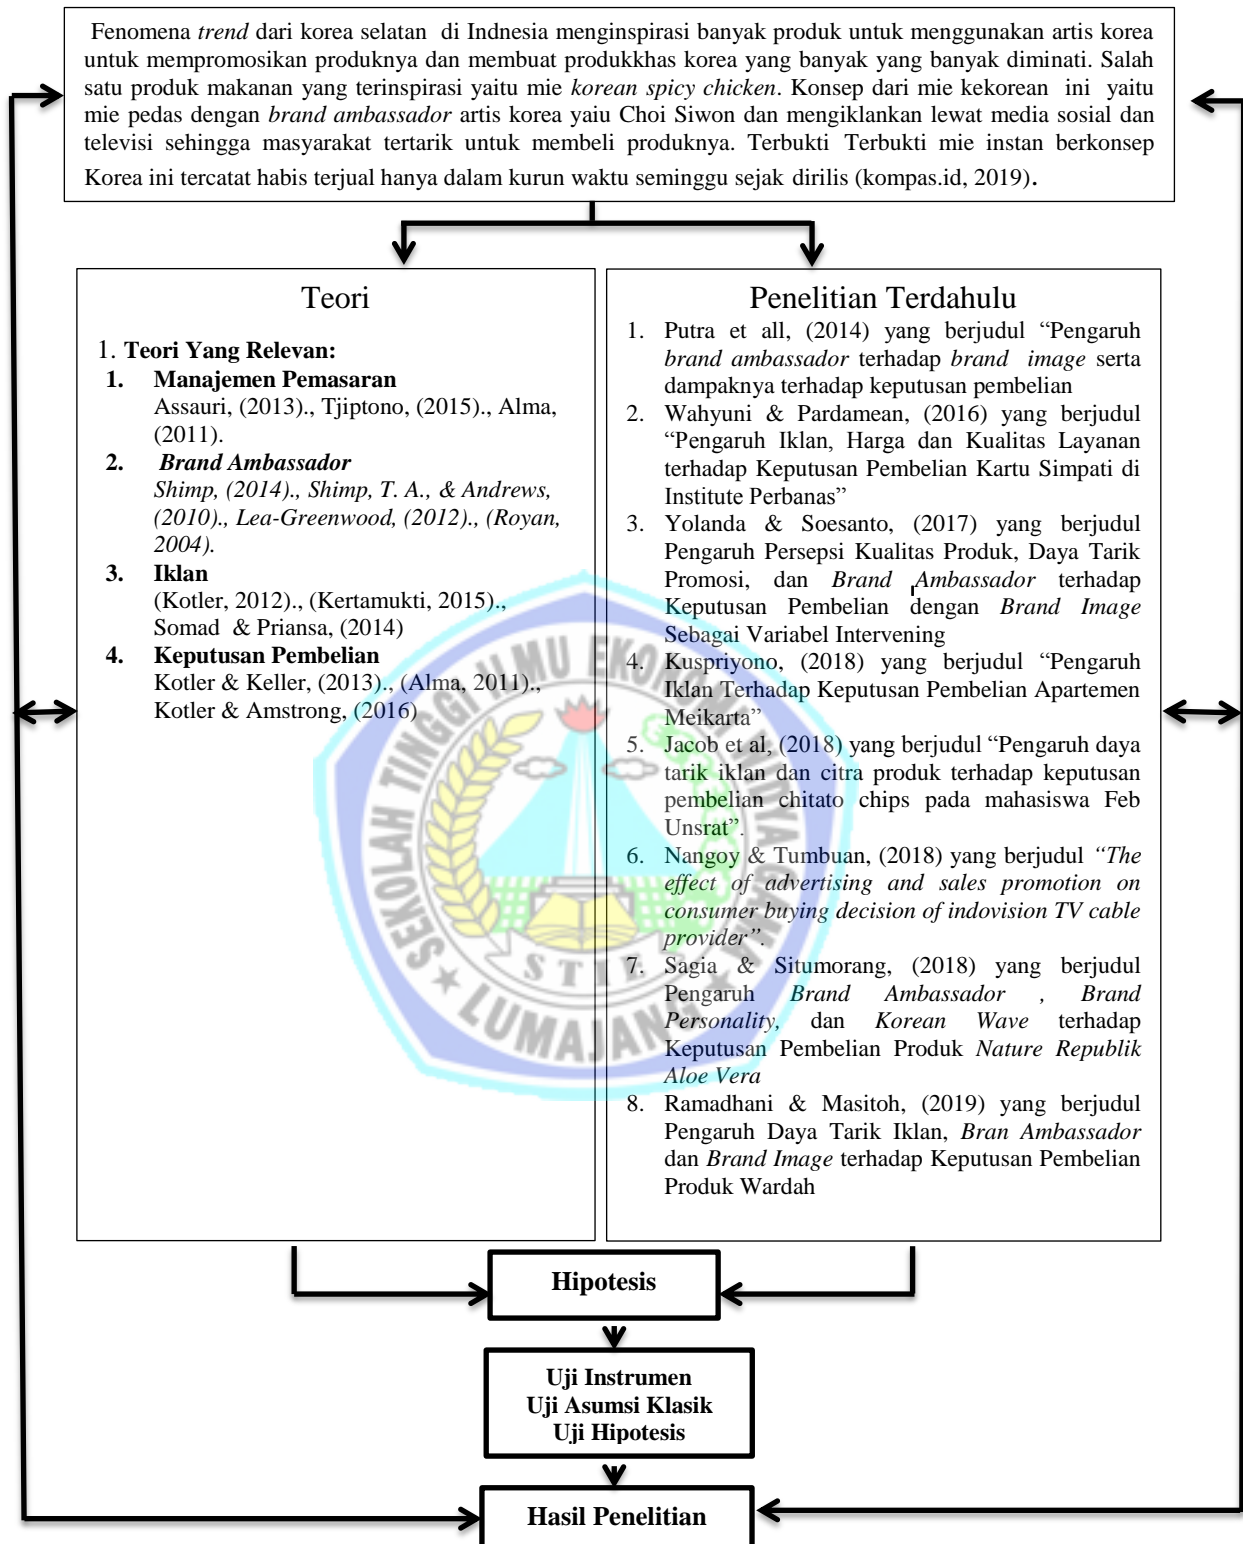 Fenomena trend dari korea selatan di Indnesia menginspirasi banyak produk untuk menggunakan artis korea
untuk mempromosikan produknya dan membuat produkkhas korea yang banyak yang banyak diminati. Salah
satu produk makanan yang terinspirasi yaitu mie korean spicy chicken. Konsep dari mie kekorean ini yaitu
mie pedas dengan brand ambassador artis korea yaiu Choi Siwon dan mengiklankan lewat media sosial dan
televisi sehingga masyarakat tertarik untuk membeli produknya. Terbukti Terbukti mie instan berkonsep
Korea ini tercatat habis terjual hanya dalam kurun waktu seminggu sejak dirilis (kompas.id, 2019).
Teori
1. Teori Yang Relevan:
1. Manajemen Pemasaran
Assauri, (2013)., Tjiptono, (2015)., Alma,
(2011).
2. Brand Ambassador
Shimp, (2014)., Shimp, T. A., & Andrews,
(2010)., Lea-Greenwood, (2012)., (Royan,
2004).
3. Iklan
(Kotler, 2012)., (Kertamukti, 2015).,
Somad & Priansa, (2014)
4. Keputusan Pembelian
Kotler & Keller, (2013)., (Alma, 2011).,
Kotler & Amstrong, (2016)
Penelitian Terdahulu
1. Putra et all, (2014) yang berjudul “Pengaruh
brand ambassador terhadap brand image serta
dampaknya terhadap keputusan pembelian
2. Wahyuni & Pardamean, (2016) yang berjudul
“Pengaruh Iklan, Harga dan Kualitas Layanan
terhadap Keputusan Pembelian Kartu Simpati di
Institute Perbanas”
3. Yolanda & Soesanto, (2017) yang berjudul
Pengaruh Persepsi Kualitas Produk, Daya Tarik
Promosi, dan Brand Ambassador terhadap
Keputusan Pembelian dengan Brand Image
Sebagai Variabel Intervening
4. Kuspriyono, (2018) yang berjudul “Pengaruh
Iklan Terhadap Keputusan Pembelian Apartemen
Meikarta”
5. Jacob et al, (2018) yang berjudul “Pengaruh daya
tarik iklan dan citra produk terhadap keputusan
pembelian chitato chips pada mahasiswa Feb
Unsrat”.
6. Nangoy & Tumbuan, (2018) yang berjudul “The
effect of advertising and sales promotion on
consumer buying decision of indovision TV cable
provider”.
7. Sagia & Situmorang, (2018) yang berjudul
Pengaruh Brand Ambassador , Brand
Personality, dan Korean Wave terhadap
Keputusan Pembelian Produk Nature Republik
Aloe Vera
8. Ramadhani & Masitoh, (2019) yang berjudul
Pengaruh Daya Tarik Iklan, Bran Ambassador
dan Brand Image terhadap Keputusan Pembelian
Produk Wardah
SEKOLAH TINGGI ILMU EKONOMI WIDYA GAMA
STIE
LUMAJANG
Hipotesis
Uji Instrumen
Uji Asumsi Klasik
Uji Hipotesis
Hasil Penelitian